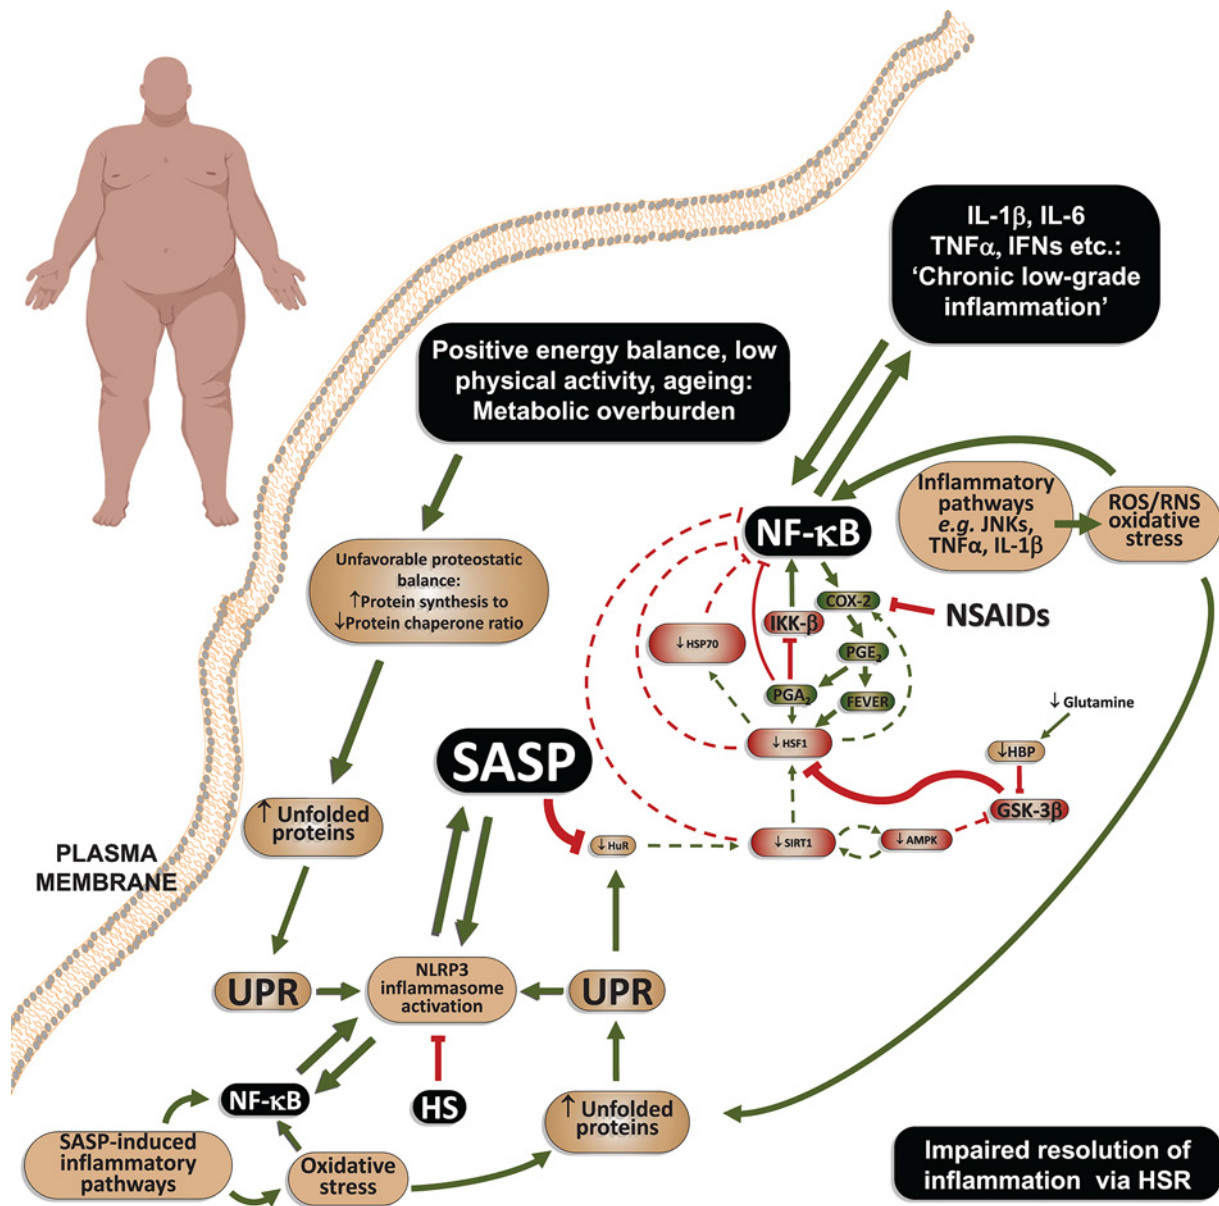 IL-1β, IL-6
TNFα, IFNs etc.:
‘Chronic low-grade
inflammation’
Positive energy balance, low
physical activity, ageing:
Metabolic overburden
Inflammatory
pathways
e.g. JNKs,
TNFα, IL-1β
ROS/RNS
oxidative
stress
NF-κB
Unfavorable proteostatic
balance:
↑Protein synthesis to
↓Protein chaperone ratio
COX-2
NSAIDs
IKK-β
↓HSP70
PGE2
PGA2
FEVER
↓Glutamine
↓HSF1
↓HBP
SASP
GSK-3β
↑ Unfolded
proteins
↓HuR
↓SIRT1
↓AMPK
PLASMA
MEMBRANE
UPR
NLRP3
inflammasome
activation
UPR
NF-κB
HS
↑ Unfolded
proteins
SASP-induced
inflammatory
pathways
Oxidative
stress
Impaired resolution of
inflammation via HSR